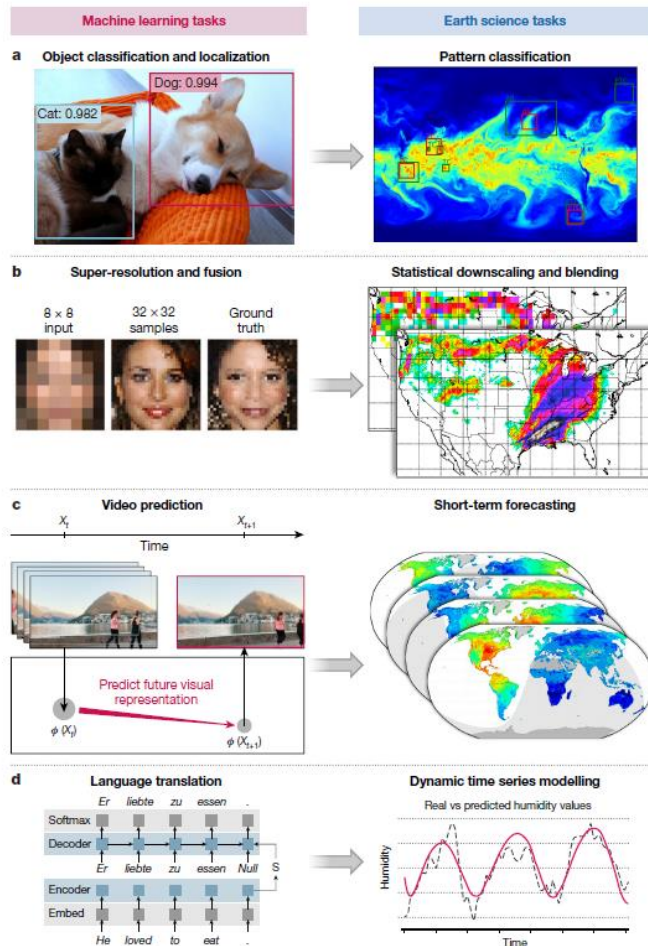 Machine learning tasks
Earth science tasks
a
Object classification and localization
Pattern classification
Dog: 0.994
Cat: 0.982
b
Super-resolution and fusion
Statistical downscaling and blending
8 × 8
input
32 × 32
samples
Ground
truth
c
Video prediction
Short-term forecasting
Xt
Xt+1
Time
Predict future visual
representation
ϕ (Xt)
ϕ (Xt+1)
d
Language translation
Dynamic time series modelling
Er liebte zu essen .
Softmax
Decoder
Er liebte zu essen Null
S
Encoder
Embed
He loved to eat .
Real vs predicted humidity values
Humidity
Time